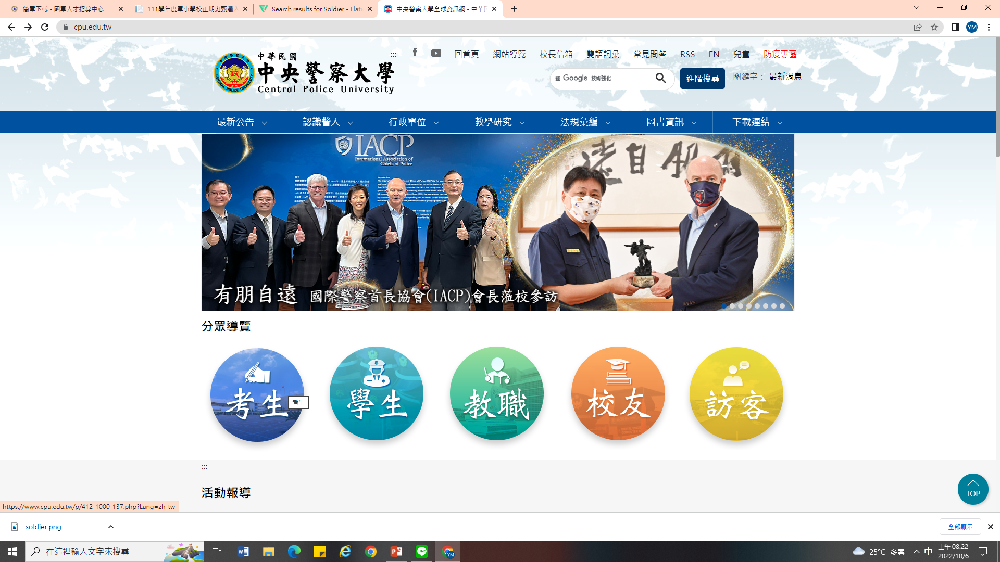 簡章下載 - 國軍人才招募中心
111學年度軍事學校正期班甄選入
Search results for Soldier - Flati
中央警察大學全球資訊網 - 中華民
cpu.edu.tw
YM
中華民國
中央警察大學
Central Police University
:::
回首頁 網站導覽 校長信箱 雙語詞彙 常見問答 RSS EN 兒童 防疫專區
經 Google 技術強化
進階搜尋
關鍵字： 最新消息
最新公告 認識警大 行政單位 教學研究 法規彙編 圖書資訊 下載連結
IACP
International Association of
Chiefs of Police
有朋自遠 國際警察首長協會(IACP)會長蒞校參訪
分眾導覽
考生
學生
教職
校友
訪客
考生
:::
活動報導
TOP
https://www.cpu.edu.tw/p/412-1000-137.php?Lang=zh-tw
soldier.png
全部顯示
在這裡輸入文字來搜尋
25°C 多雲
中
上午 08:22
2022/10/6